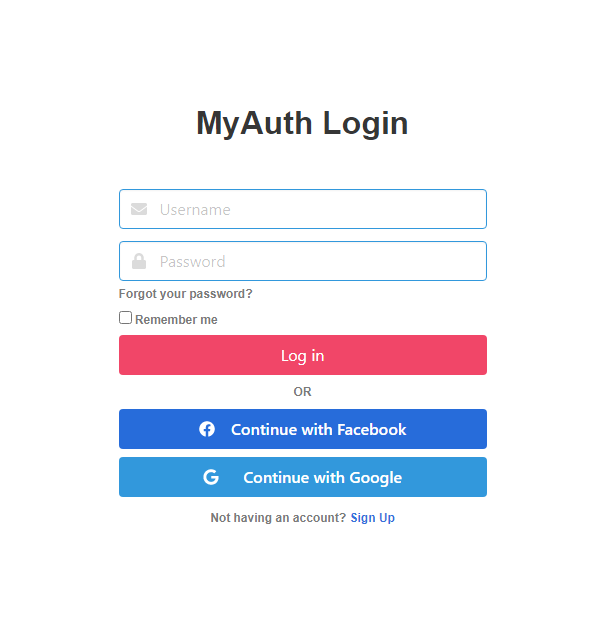 MyAuth Login
Username
Password
Forgot your password?
Remember me
Log in
OR
Continue with Facebook
Continue with Google
Not having an account? Sign Up